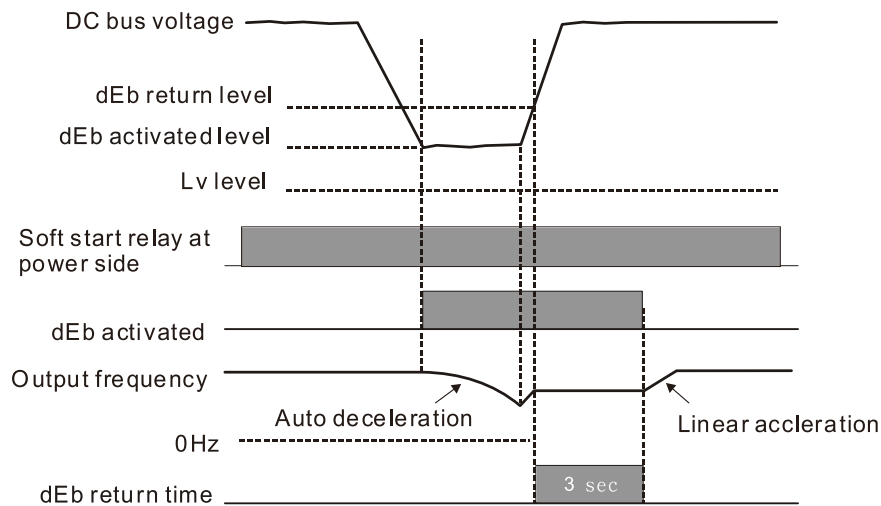 DC bus voltage
dEb return level
dEb activated level
Lv level
Soft start relay at
power side
dEb activated
Output frequency
Auto deceleration
Linear accleration
0Hz
3 sec
dEb return time